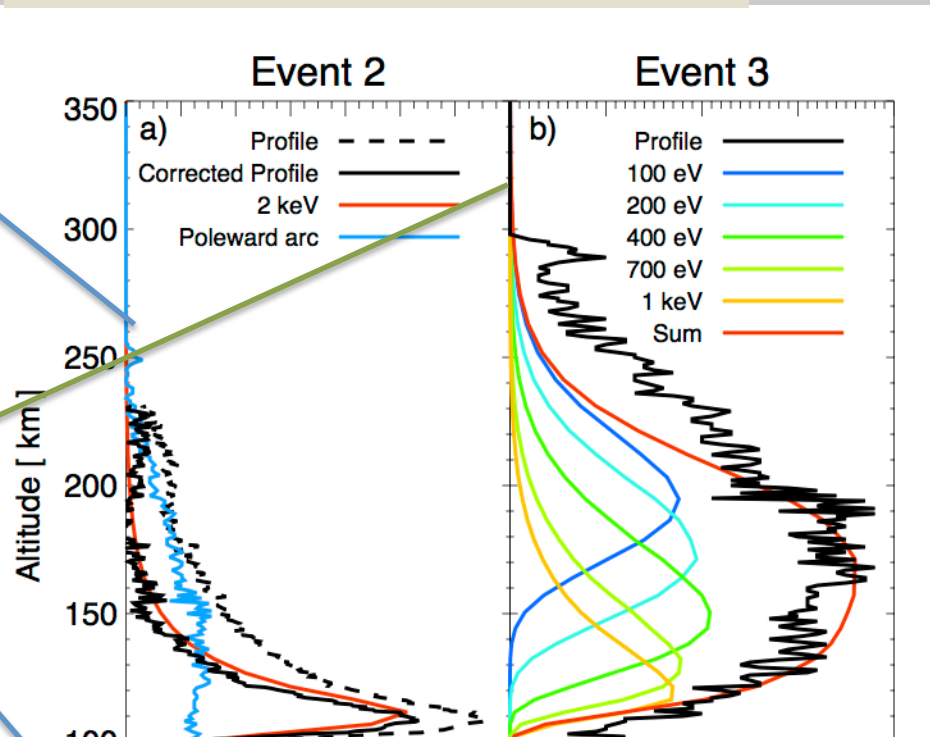 Event 2
Event 3
350
300
250
200
150
100
Altitude [ km ]
a)
Profile
Corrected Profile
2 keV
Poleward arc
b)
Profile
100 eV
200 eV
400 eV
700 eV
1 keV
Sum